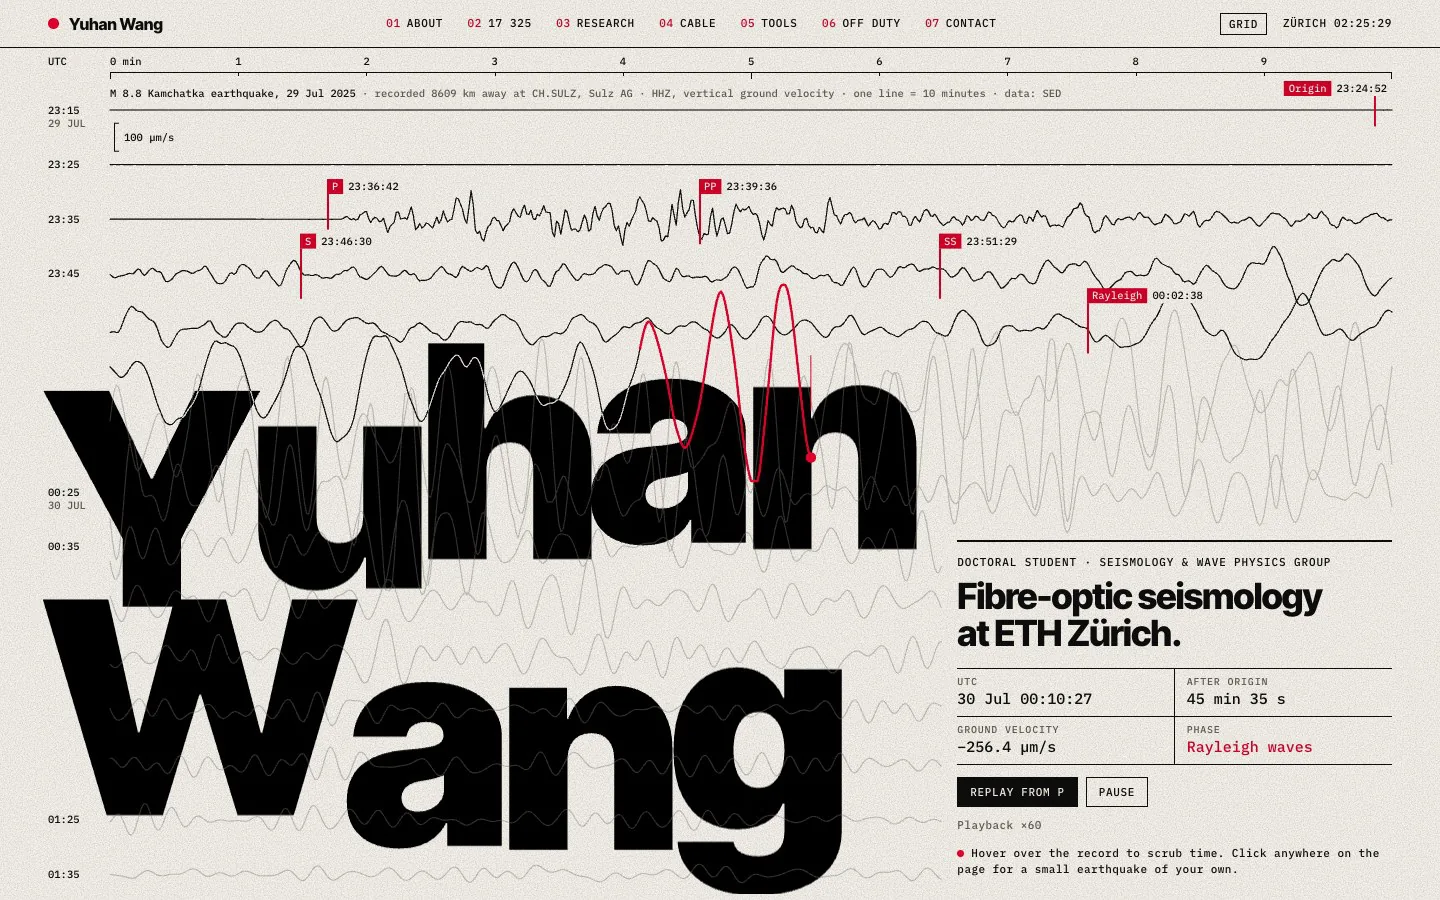 Yuhan Wang
01 ABOUT 02 17 325 03 RESEARCH 04 CABLE 05 TOOLS 06 OFF DUTY 07 CONTACT
GRID ZÜRICH 02:25:29
UTC 0 min 1 2 3 4 5 6 7 8 9
M 8.8 Kamchatka earthquake, 29 Jul 2025 · recorded 8609 km away at CH.SULZ, Sulz AG · HHZ, vertical ground velocity · one line = 10 minutes · data: SED
Origin 23:24:52
23:15
29 JUL
100 µm/s
23:25
P 23:36:42
PP 23:39:36
23:35
S 23:46:30
SS 23:51:29
23:45
Rayleigh 00:02:38
Yuhan
00:25
30 JUL
00:35
Wang
01:25
01:35
DOCTORAL STUDENT · SEISMOLOGY & WAVE PHYSICS GROUP
Fibre-optic seismology
at ETH Zürich.
UTC
30 Jul 00:10:27
AFTER ORIGIN
45 min 35 s
GROUND VELOCITY
−256.4 µm/s
PHASE
Rayleigh waves
REPLAY FROM P PAUSE
Playback ×60
Hover over the record to scrub time. Click anywhere on the
page for a small earthquake of your own.